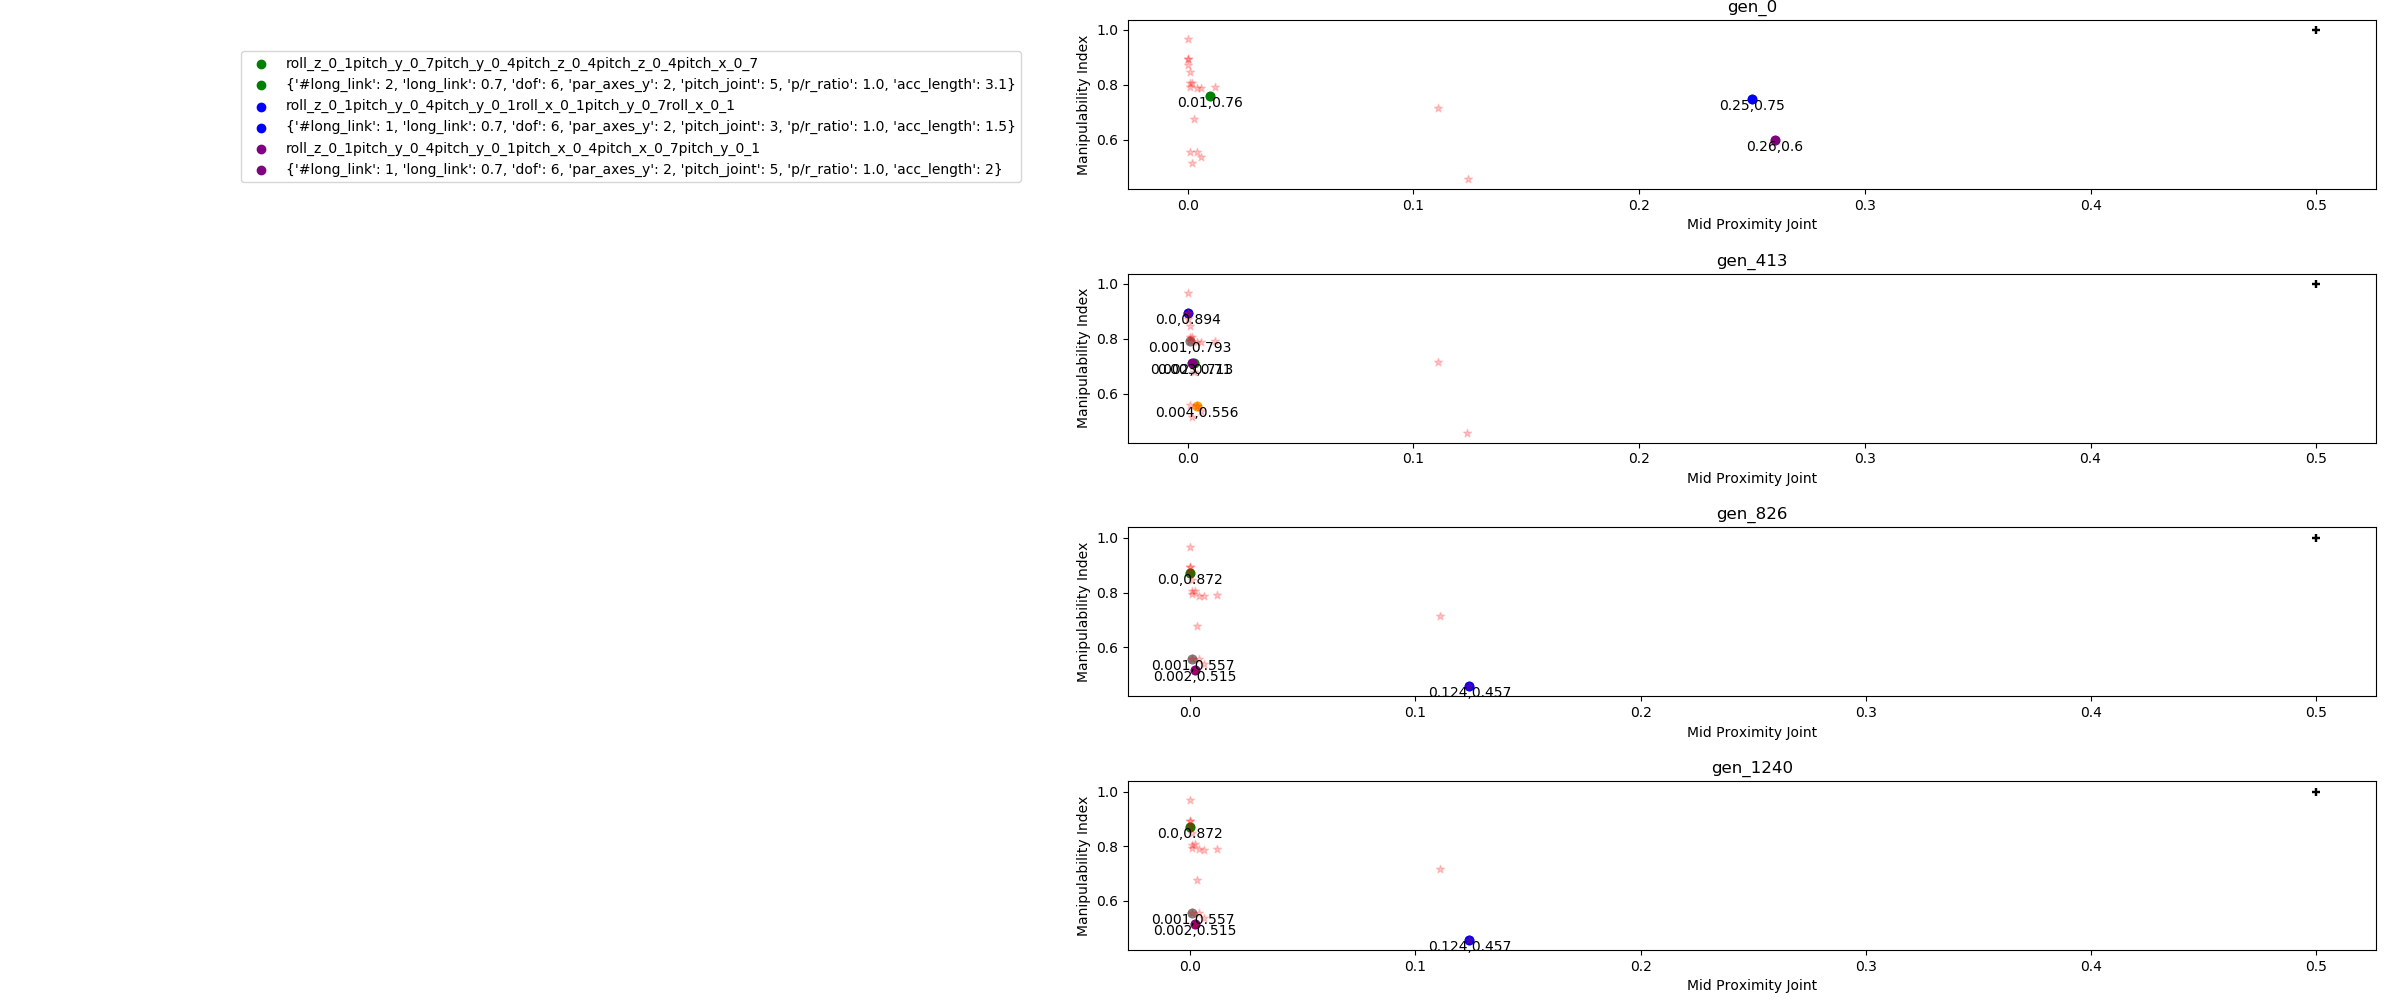 roll_z_0_1pitch_y_0_7pitch_y_0_4pitch_z_0_4pitch_z_0_4pitch_x_0_7
{'#long_link': 2, 'long_link': 0.7, 'dof': 6, 'par_axes_y': 2, 'pitch_joint': 5, 'p/r_ratio': 1.0, 'acc_length': 3.1}
roll_z_0_1pitch_y_0_4pitch_y_0_1roll_x_0_1pitch_y_0_7roll_x_0_1
{'#long_link': 1, 'long_link': 0.7, 'dof': 6, 'par_axes_y': 2, 'pitch_joint': 3, 'p/r_ratio': 1.0, 'acc_length': 1.5}
roll_z_0_1pitch_y_0_4pitch_y_0_1pitch_x_0_4pitch_x_0_7pitch_y_0_1
{'#long_link': 1, 'long_link': 0.7, 'dof': 6, 'par_axes_y': 2, 'pitch_joint': 5, 'p/r_ratio': 1.0, 'acc_length': 2}
gen_0
Manipulability Index
1.0
0.8
0.6
0.01,0.76
0.25,0.75
0.26,0.6
0.0 0.1 0.2 0.3 0.4 0.5
Mid Proximity Joint
gen_413
Manipulability Index
1.0
0.8
0.6
0.0,0.894
0.001,0.793
0.004,0.556
0.0 0.1 0.2 0.3 0.4 0.5
Mid Proximity Joint
gen_826
Manipulability Index
1.0
0.8
0.6
0.0,0.872
0.001,0.557
0.002,0.515
0.124,0.457
0.0 0.1 0.2 0.3 0.4 0.5
Mid Proximity Joint
gen_1240
Manipulability Index
1.0
0.8
0.6
0.0,0.872
0.001,0.557
0.002,0.515
0.124,0.457
0.0 0.1 0.2 0.3 0.4 0.5
Mid Proximity Joint